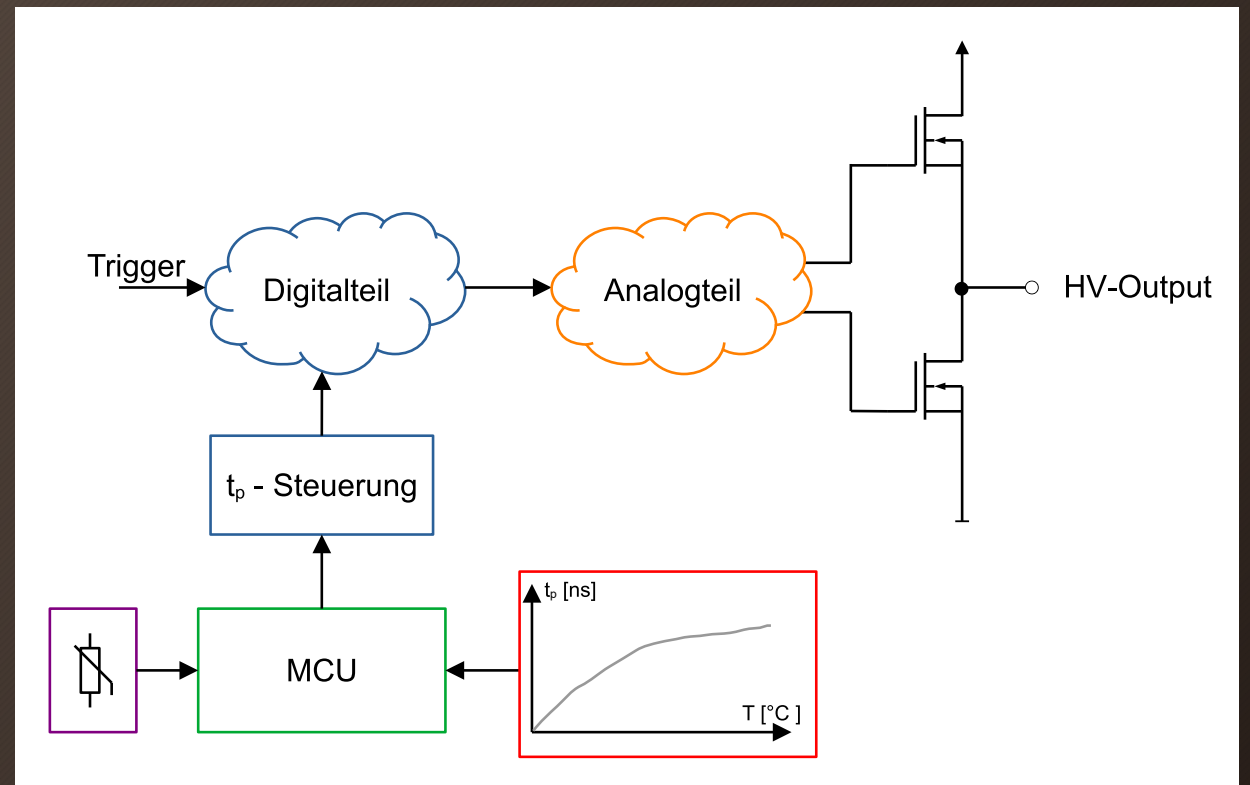 Trigger
Digitalteil
Analogteil
HV-Output
tₚ - Steuerung
MCU
tₚ [ns]
T [°C ]